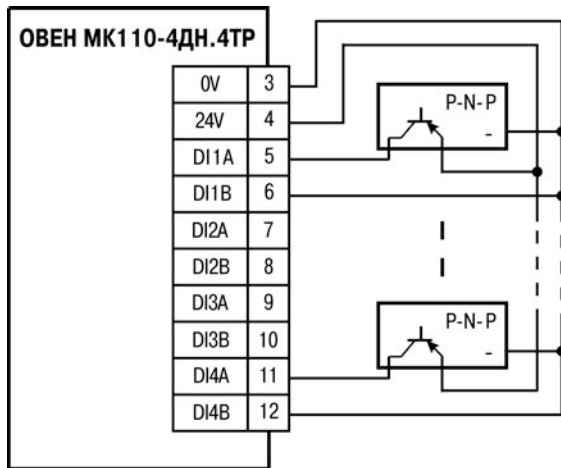 ОВЕН МК110-4ДН.4ТР
0V 3
24V 4
DI1A 5
DI1B 6
DI2A 7
DI2B 8
DI3A 9
DI3B 10
DI4A 11
DI4B 12
P-N-P
-
P-N-P
-